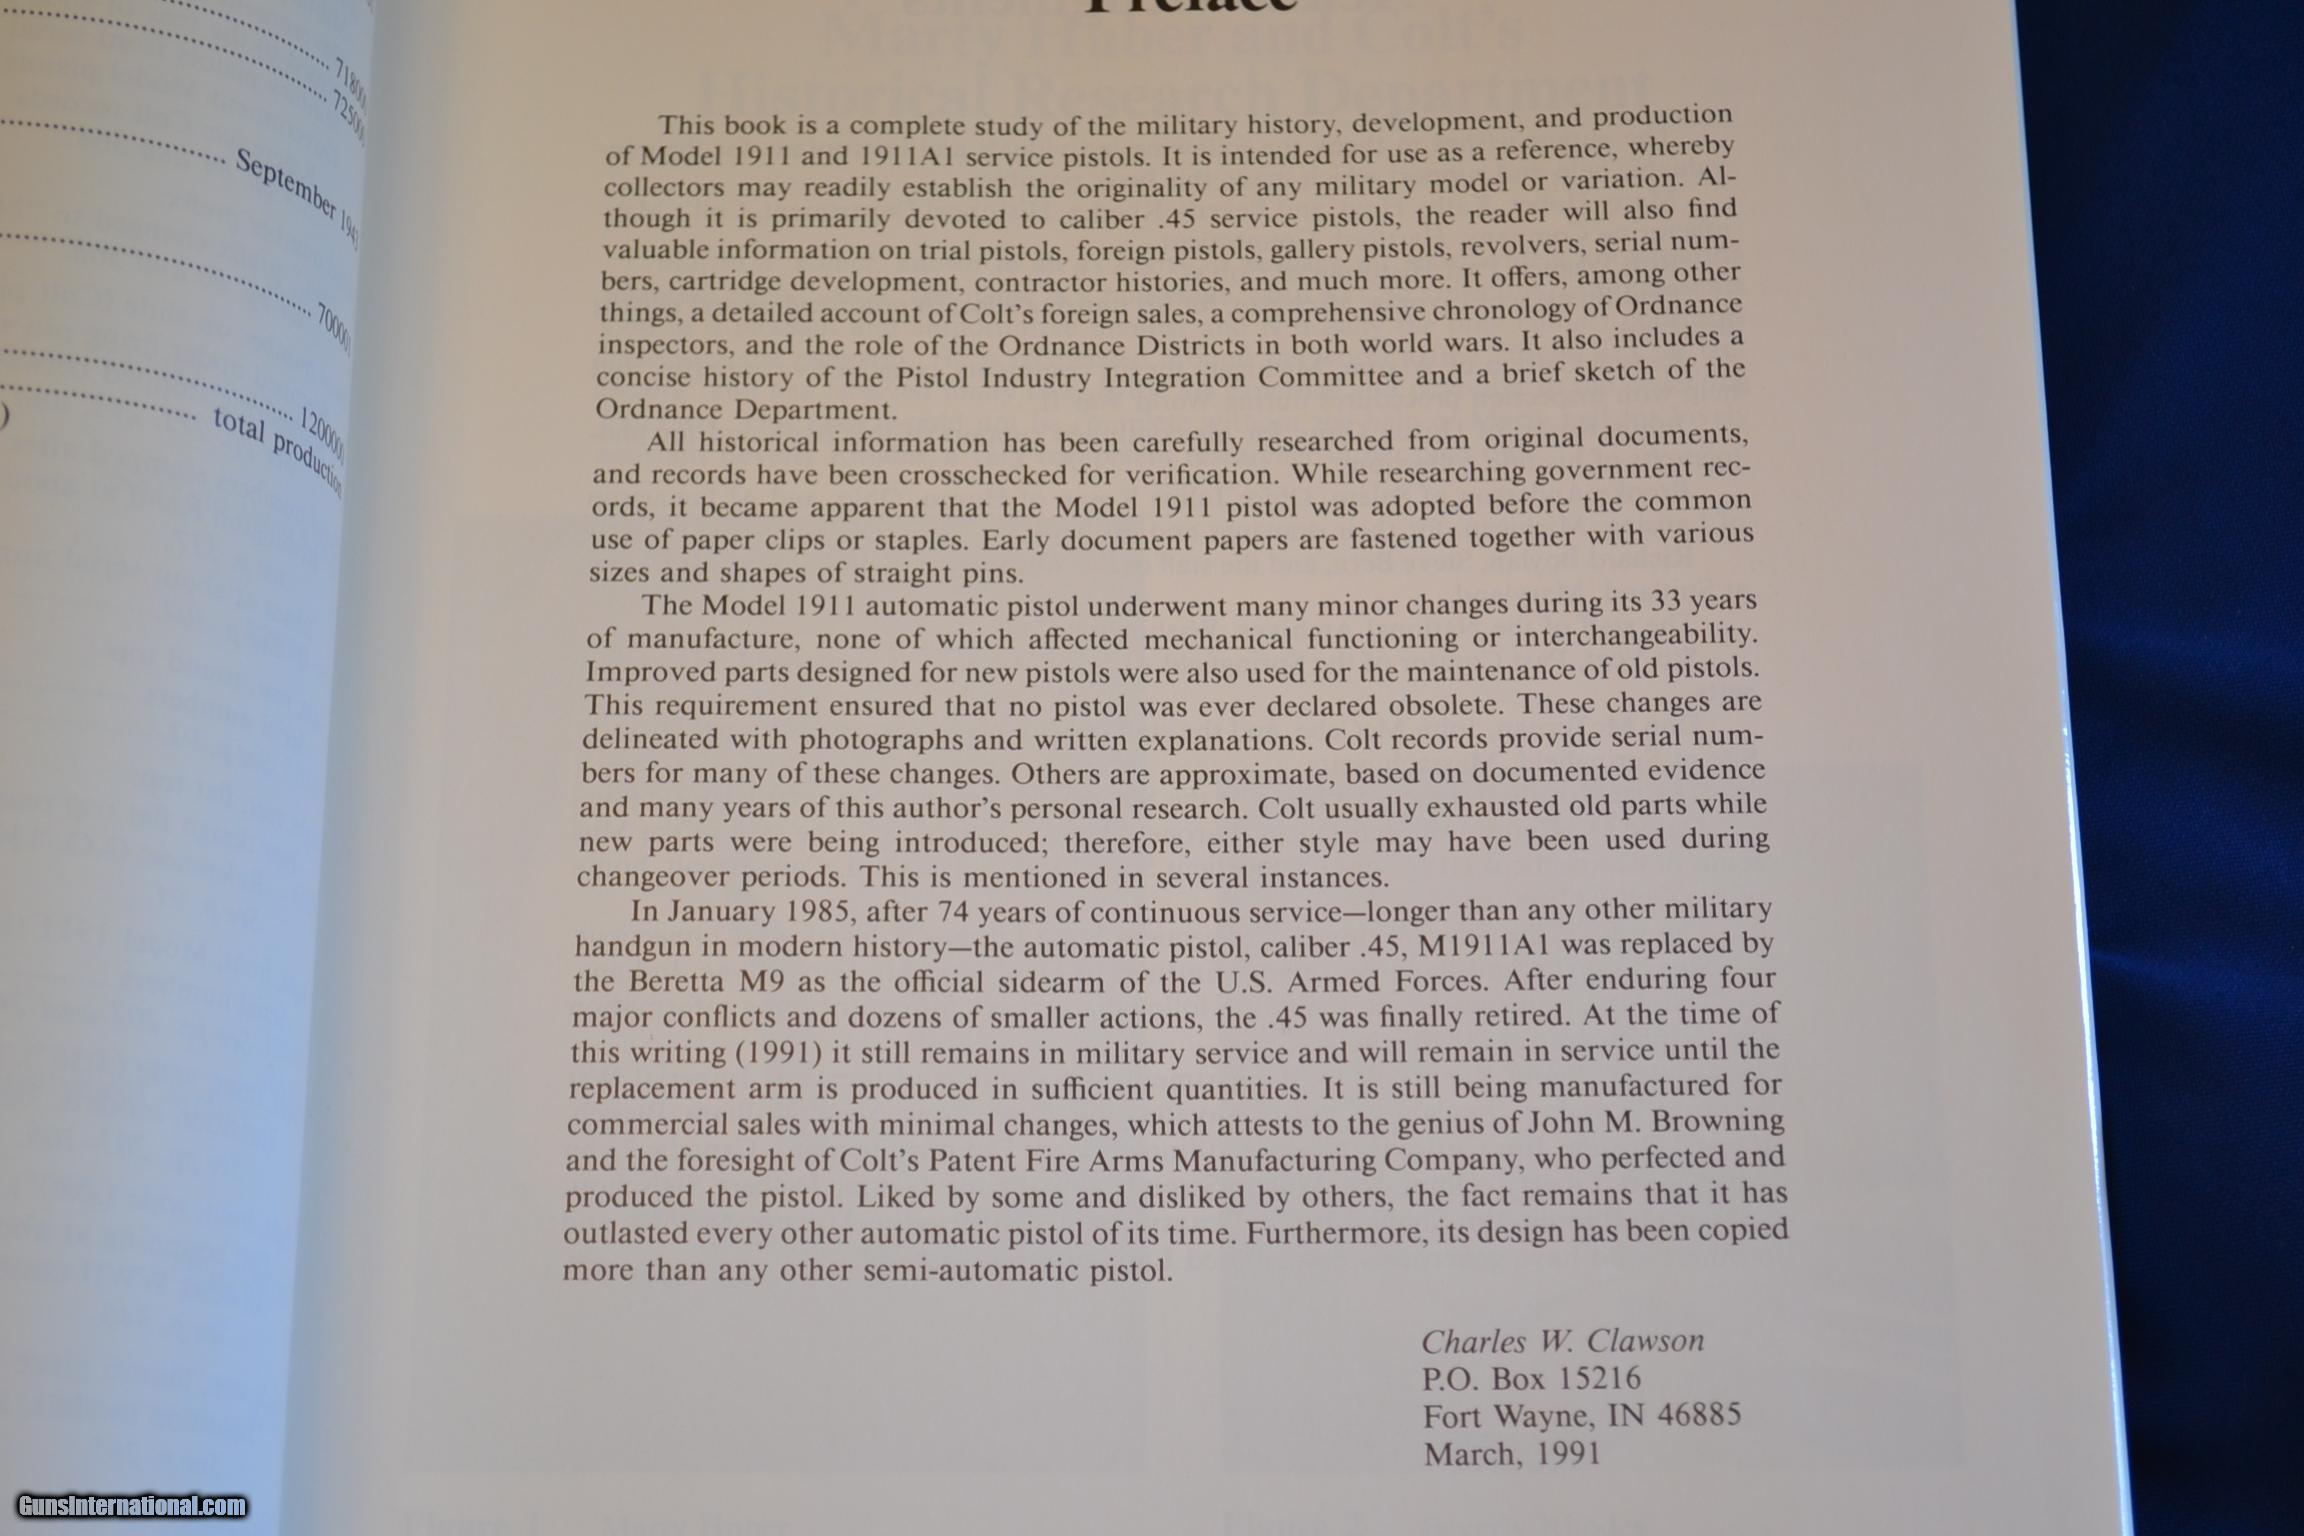 71800
72500
September 1943
70000
120000
) total production
Preface
This book is a complete study of the military history, development, and production
of Model 1911 and 1911A1 service pistols. It is intended for use as a reference, whereby
collectors may readily establish the originality of any military model or variation. Al-
though it is primarily devoted to caliber .45 service pistols, the reader will also find
valuable information on trial pistols, foreign pistols, gallery pistols, revolvers, serial num-
bers, cartridge development, contractor histories, and much more. It offers, among other
things, a detailed account of Colt's foreign sales, a comprehensive chronology of Ordnance
inspectors, and the role of the Ordnance Districts in both world wars. It also includes a
concise history of the Pistol Industry Integration Committee and a brief sketch of the
Ordnance Department.
All historical information has been carefully researched from original documents,
and records have been crosschecked for verification. While researching government rec-
ords, it became apparent that the Model 1911 pistol was adopted before the common
use of paper clips or staples. Early document papers are fastened together with various
sizes and shapes of straight pins.
The Model 1911 automatic pistol underwent many minor changes during its 33 years
of manufacture, none of which affected mechanical functioning or interchangeability.
Improved parts designed for new pistols were also used for the maintenance of old pistols.
This requirement ensured that no pistol was ever declared obsolete. These changes are
delineated with photographs and written explanations. Colt records provide serial num-
bers for many of these changes. Others are approximate, based on documented evidence
and many years of this author's personal research. Colt usually exhausted old parts while
new parts were being introduced; therefore, either style may have been used during
changeover periods. This is mentioned in several instances.
In January 1985, after 74 years of continuous service—longer than any other military
handgun in modern history—the automatic pistol, caliber .45, M1911A1 was replaced by
the Beretta M9 as the official sidearm of the U.S. Armed Forces. After enduring four
major conflicts and dozens of smaller actions, the .45 was finally retired. At the time of
this writing (1991) it still remains in military service and will remain in service until the
replacement arm is produced in sufficient quantities. It is still being manufactured for
commercial sales with minimal changes, which attests to the genius of John M. Browning
and the foresight of Colt's Patent Fire Arms Manufacturing Company, who perfected and
produced the pistol. Liked by some and disliked by others, the fact remains that it has
outlasted every other automatic pistol of its time. Furthermore, its design has been copied
more than any other semi-automatic pistol.
Charles W. Clawson
P.O. Box 15216
Fort Wayne, IN 46885
March, 1991
GunsInternational.com